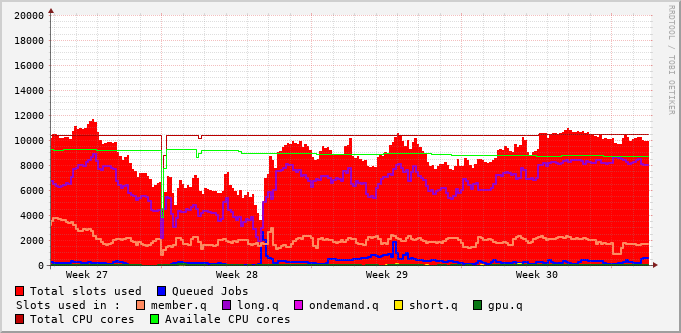 20000
18000
16000
14000
12000
10000
8000
6000
4000
2000
0
Week 27 Week 28 Week 29 Week 30
RRDTOOL / TOBI OETIKER
Total slots used Queued Jobs
Slots used in : member.q long.q ondemand.q short.q gpu.q
Total CPU cores Availale CPU cores